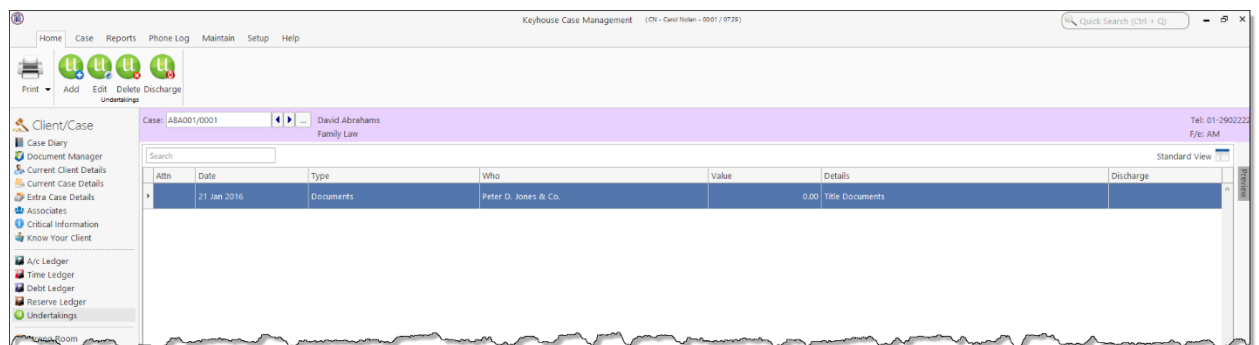 Keyhouse Case Management (CN - Carol Nolan - 0001 / 0729)
Quick Search (Ctrl + Q)
Home Case Reports Phone Log Maintain Setup Help
Print Add Edit Delete Discharge
Undertakings
Client/Case
Case Diary
Document Manager
Current Client Details
Current Case Details
Extra Case Details
Associates
Critical Information
Know Your Client
A/c Ledger
Time Ledger
Debt Ledger
Reserve Ledger
Undertakings
Room
Case: ABA001/0001 ... David Abrahams Tel: 01-2902222
Family Law F/e: AM
Search Standard View
Attn Date Type Who Value Details Discharge
21 Jan 2016 Documents Peter D. Jones & Co. 0.00 Title Documents
Preview